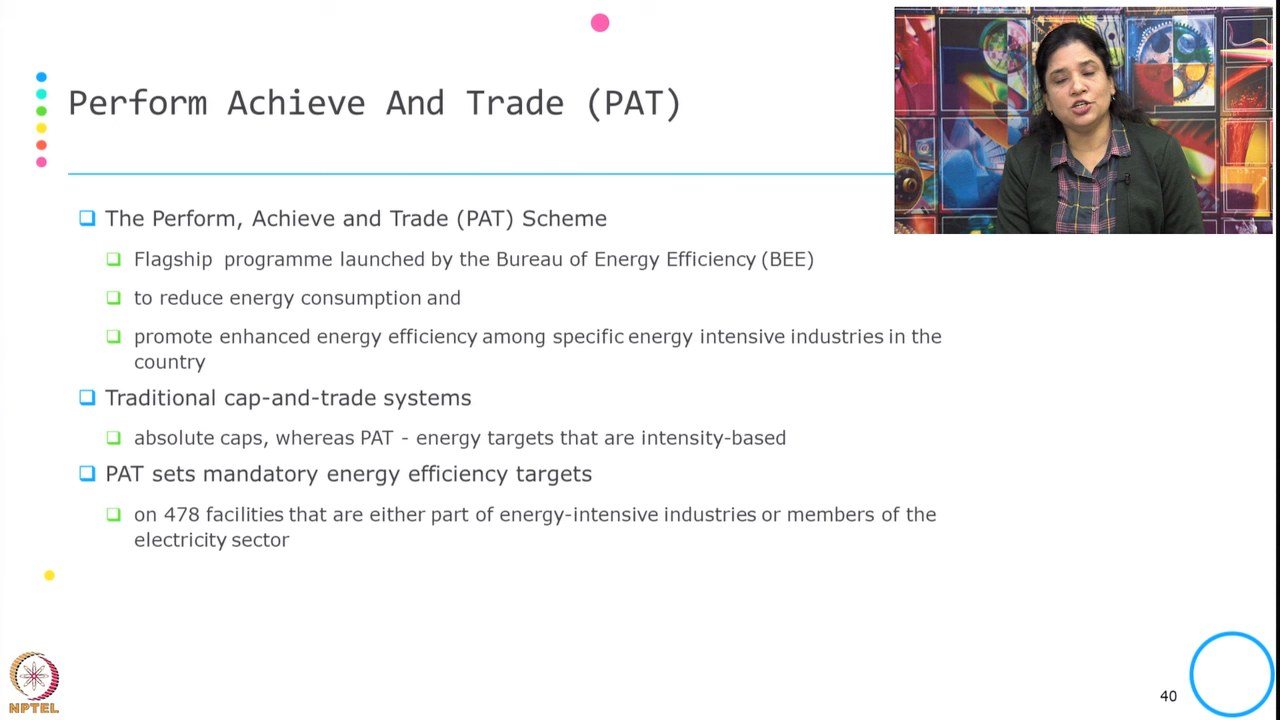 Perform Achieve And Trade (PAT)
The Perform, Achieve and Trade (PAT) Scheme
Flagship programme launched by the Bureau of Energy Efficiency (BEE)
to reduce energy consumption and
promote enhanced energy efficiency among specific energy intensive industries in the
country
Traditional cap-and-trade systems
absolute caps, whereas PAT - energy targets that are intensity-based
PAT sets mandatory energy efficiency targets
on 478 facilities that are either part of energy-intensive industries or members of the
electricity sector
NPTEL
40